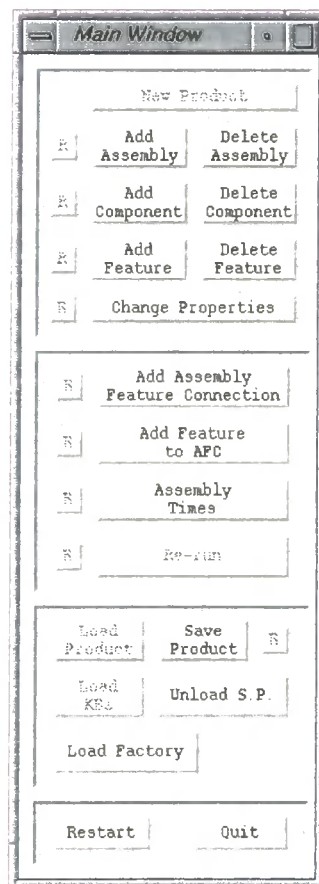 Main Window
New Product
Add Delete
Assembly Assembly
Add Delete
Component Component
Add Delete
Feature Feature
Change Properties
Add Assembly
Feature Connection
Add Feature
to AFC
Assembly
Times
Re-run
Load Save
Product Product
Load
Unload S.P.
Load Factory
Restart Quit